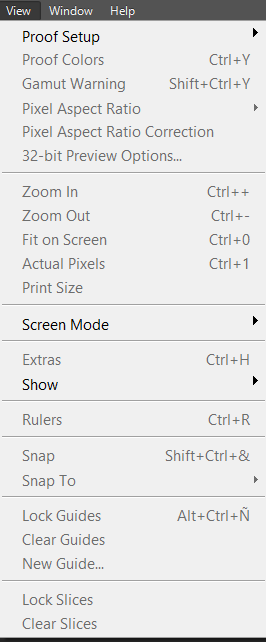 View Window Help
Proof Setup
Proof Colors Ctrl+Y
Gamut Warning Shift+Ctrl+Y
Pixel Aspect Ratio
Pixel Aspect Ratio Correction
32-bit Preview Options...
Zoom In Ctrl++
Zoom Out Ctrl+-
Fit on Screen Ctrl+0
Actual Pixels Ctrl+1
Print Size
Screen Mode
Extras Ctrl+H
Show
Rulers Ctrl+R
Snap Shift+Ctrl+&
Snap To
Lock Guides Alt+Ctrl+Ñ
Clear Guides
New Guide...
Lock Slices
Clear Slices